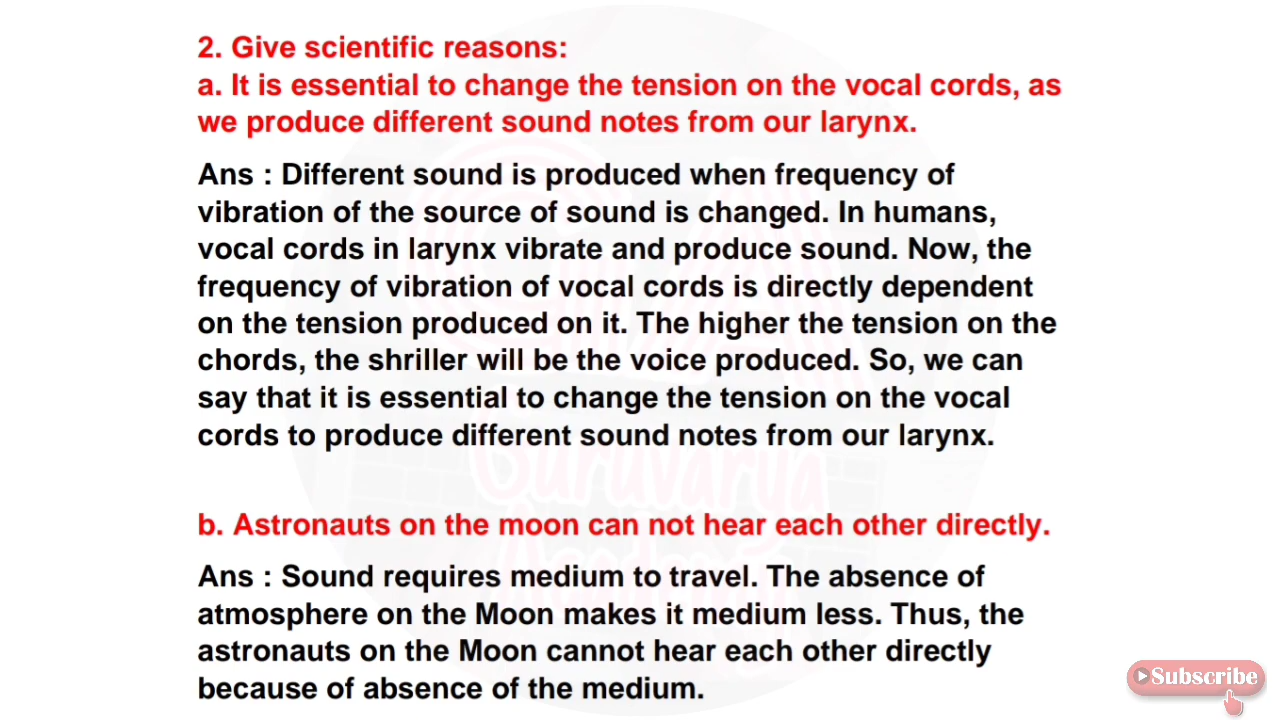 2. Give scientific reasons:
a. It is essential to change the tension on the vocal cords, as
we produce different sound notes from our larynx.
Ans : Different sound is produced when frequency of
vibration of the source of sound is changed. In humans,
vocal cords in larynx vibrate and produce sound. Now, the
frequency of vibration of vocal cords is directly dependent
on the tension produced on it. The higher the tension on the
chords, the shriller will be the voice produced. So, we can
say that it is essential to change the tension on the vocal
cords to produce different sound notes from our larynx.
b. Astronauts on the moon can not hear each other directly.
Ans : Sound requires medium to travel. The absence of
atmosphere on the Moon makes it medium less. Thus, the
astronauts on the Moon cannot hear each other directly
because of absence of the medium.
Subscribe
GA
Guruvarya
Academy